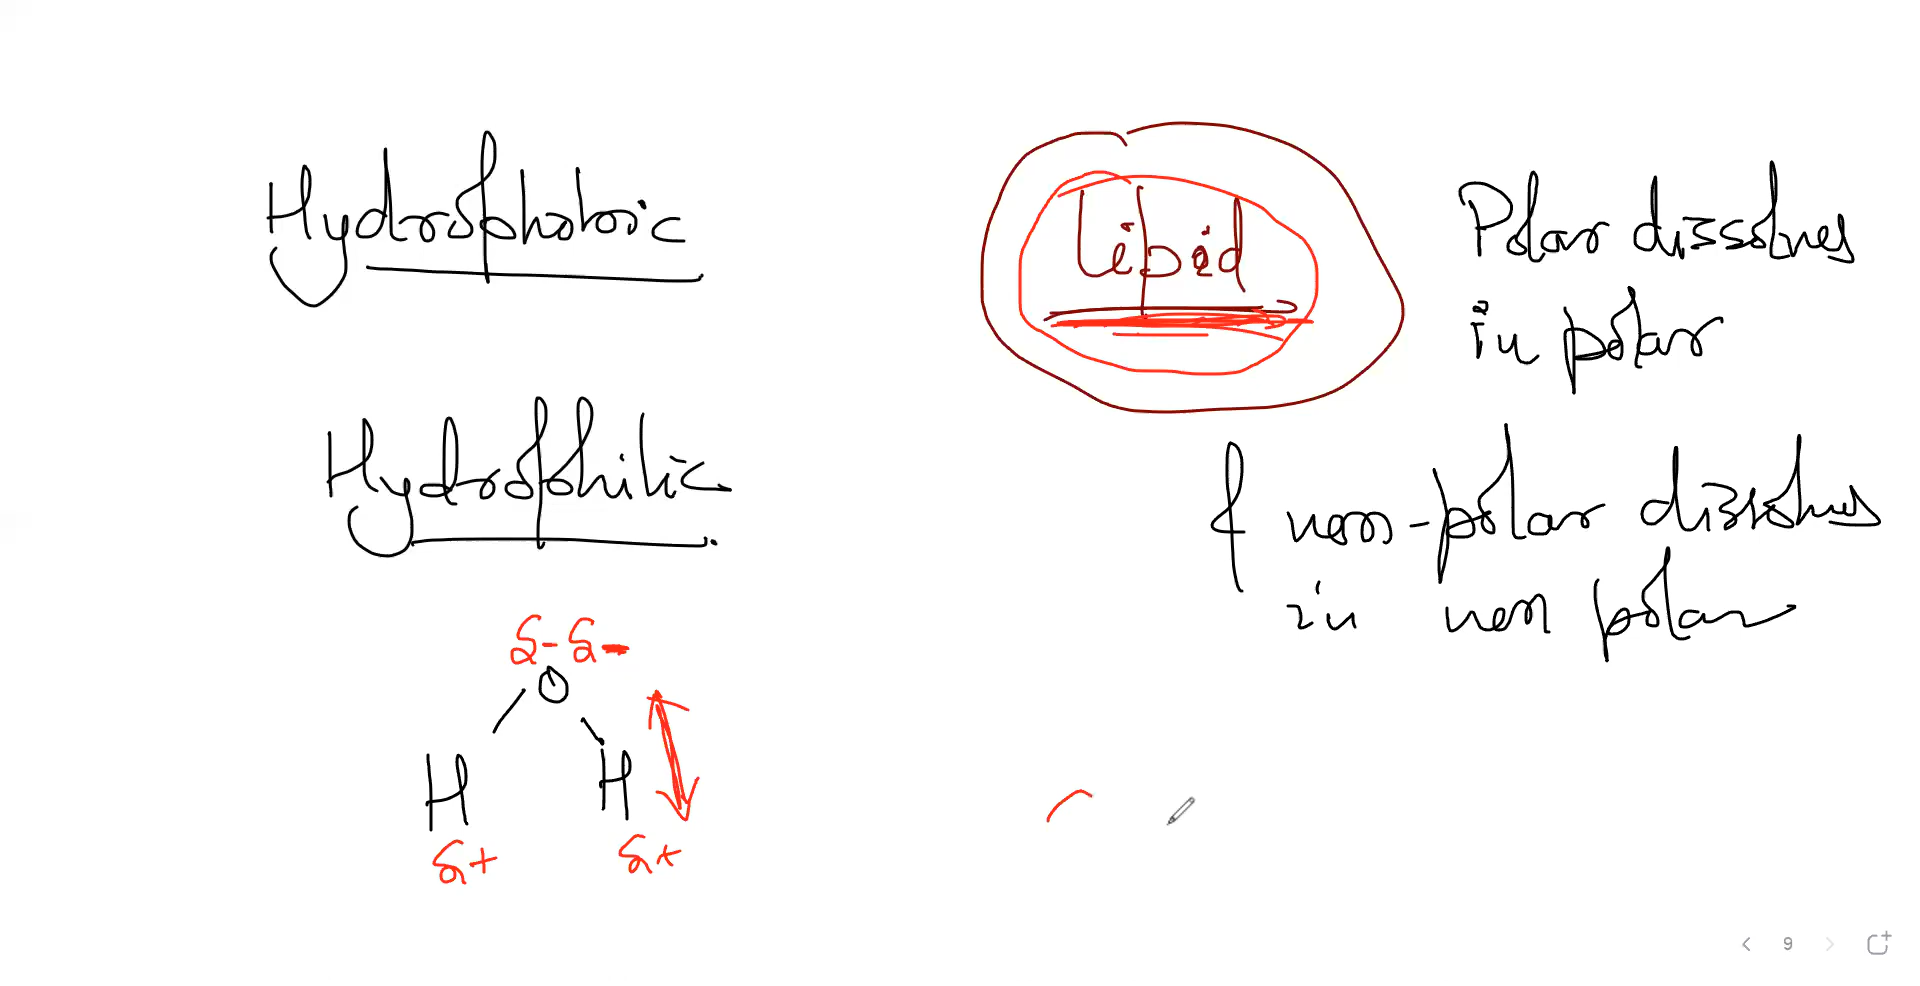 Hydrophobic
Lipid
Polar dissolves
in polar
Hydrophilic
& non-polar dissolves
in non polar
δ- δ-
O
H H
δ+ δ+
9